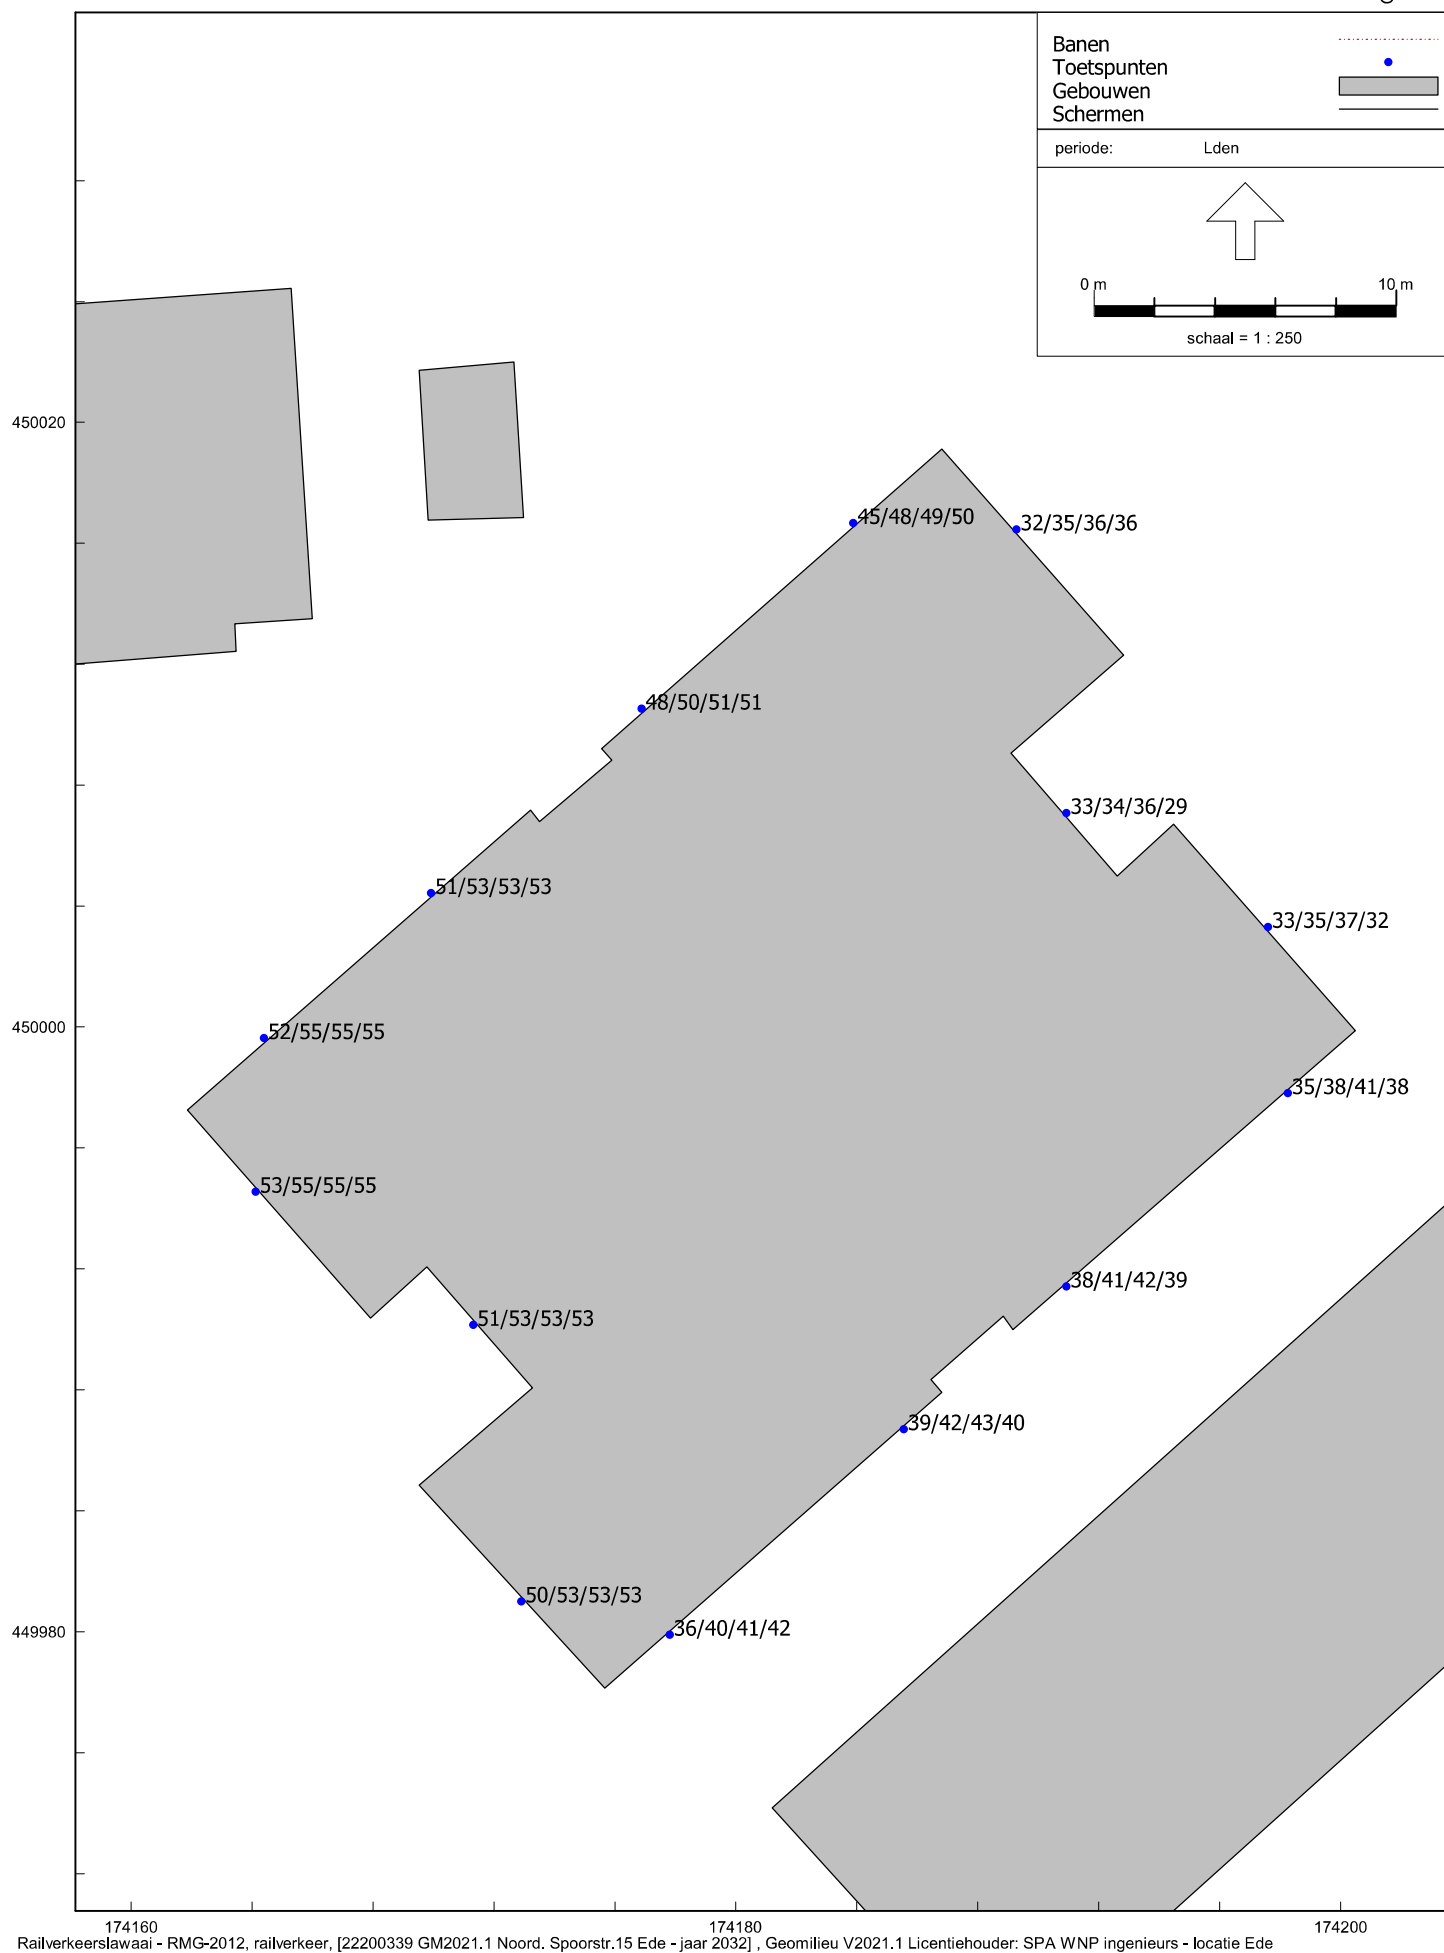 Banen
Toetspunten
Gebouwen
Schermen
periode: Lden
0 m 10 m
schaal = 1 : 250
450020
45/48/49/50
32/35/36/36
48/50/51/51
33/34/36/29
51/53/53/53
33/35/37/32
450000
52/55/55/55
35/38/41/38
53/55/55/55
38/41/42/39
51/53/53/53
39/42/43/40
50/53/53/53
449980
36/40/41/42
174160 174180 174200
Railverkeerslawaai - RMG-2012, railverkeer, [22200339 GM2021.1 Noord. Spoorstr.15 Ede - jaar 2032] , Geomilieu V2021.1 Licentiehouder: SPA WNP ingenieurs - locatie Ede